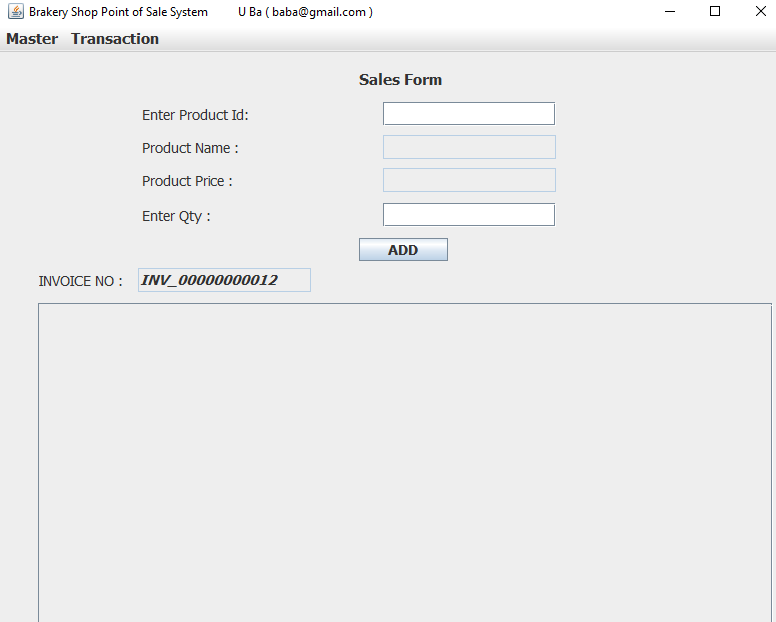 Brakery Shop Point of Sale System U Ba ( baba@gmail.com )
Master Transaction
Sales Form
Enter Product Id:
Product Name :
Product Price :
Enter Qty :
ADD
INVOICE NO : INV_00000000012